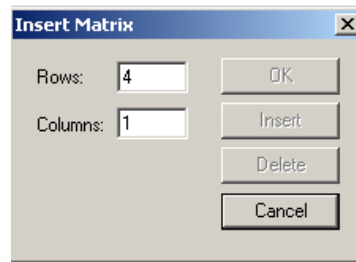 Insert Matrix
Rows: 4 OK
Columns: 1 Insert
Delete
Cancel